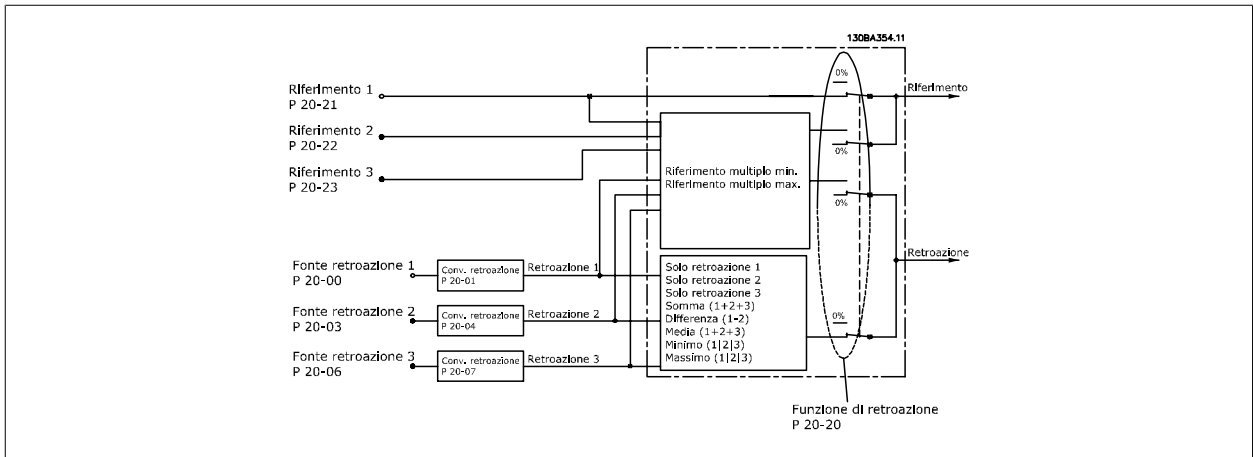 130BA354.11
Riferimento 1
P 20-21
Riferimento 2
P 20-22
Riferimento 3
P 20-23
0%
Riferimento
0%
Riferimento multiplo min.
Riferimento multiplo max.
0%
Retroazione
Fonte retroazione 1
P 20-00
Conv. retroazione
P 20-01
Retroazione 1
Fonte retroazione 2
P 20-03
Conv. retroazione
P 20-04
Retroazione 2
Fonte retroazione 3
P 20-06
Conv. retroazione
P 20-07
Retroazione 3
Solo retroazione 1
Solo retroazione 2
Solo retroazione 3
Somma (1+2+3)
Differenza (1-2)
Media (1+2+3)
Minimo (1|2|3)
Massimo (1|2|3)
0%
Funzione di retroazione
P 20-20